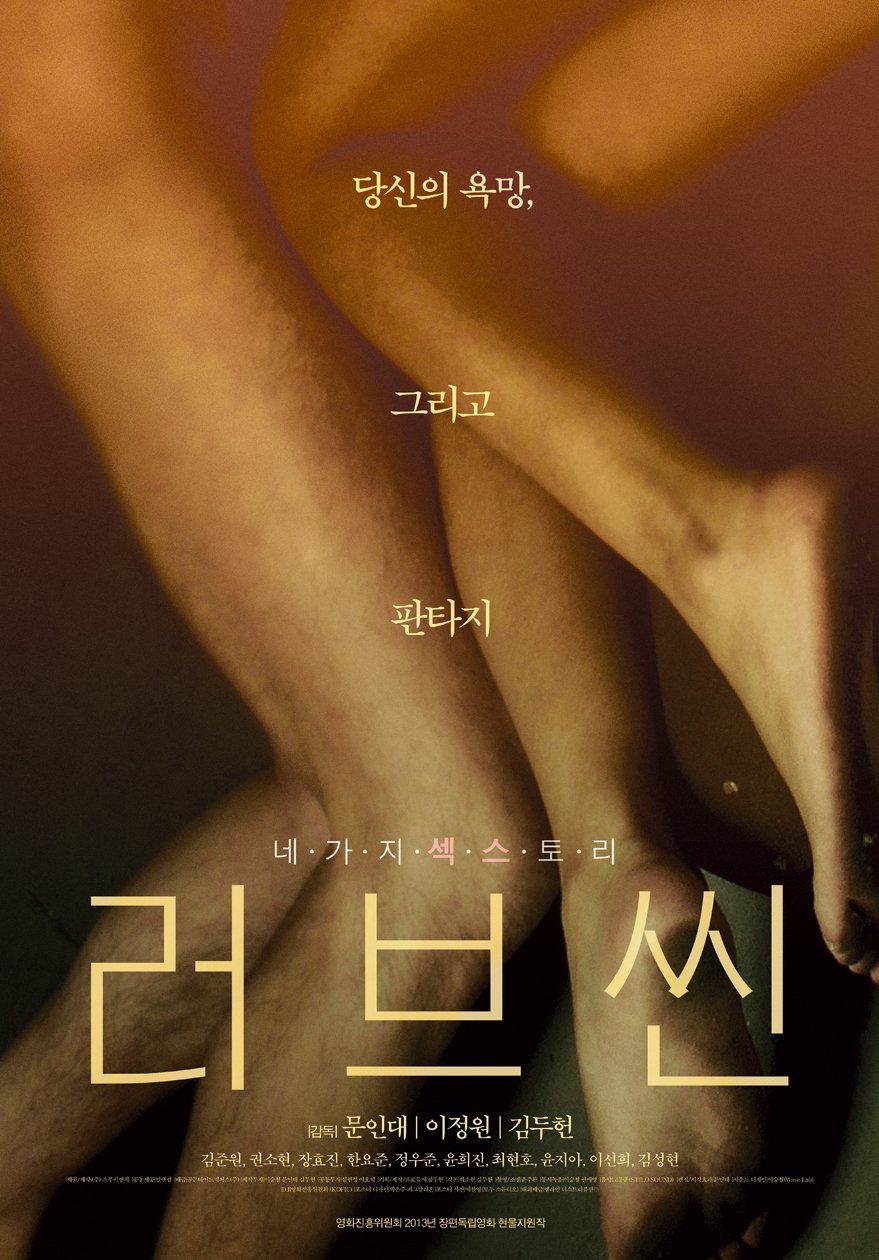 당신의 욕망,
그리고
판타지
네·가·지·섹·스·토·리
러브씬
|감독| 문인대 | 이정원 | 김두헌
김준원, 권소현, 장효진, 한요준, 정우준, 윤희진, 최현호, 윤지아, 이선희, 김성현
영화진흥위원회 2013년 장편독립영화 현물지원작